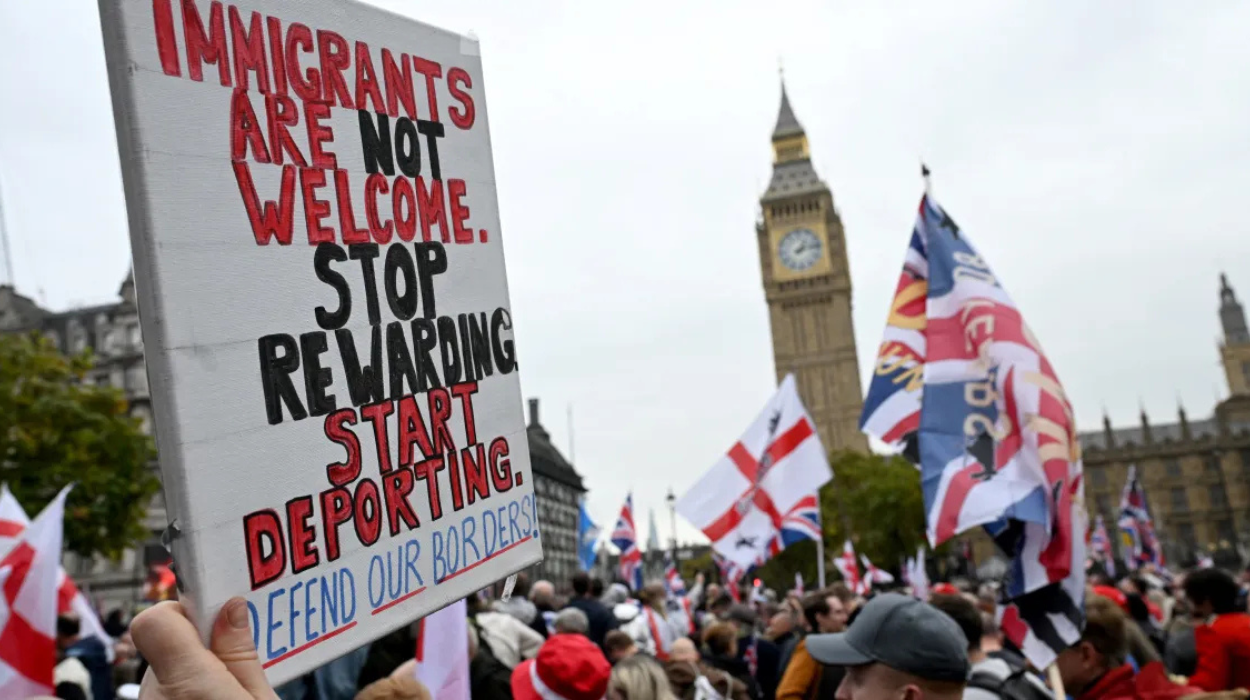 IMMIGRANTS
ARE NOT
WELCOME.
STOP
REWARDING.
START
DEPORTING.
DEFEND OUR BORDERS!